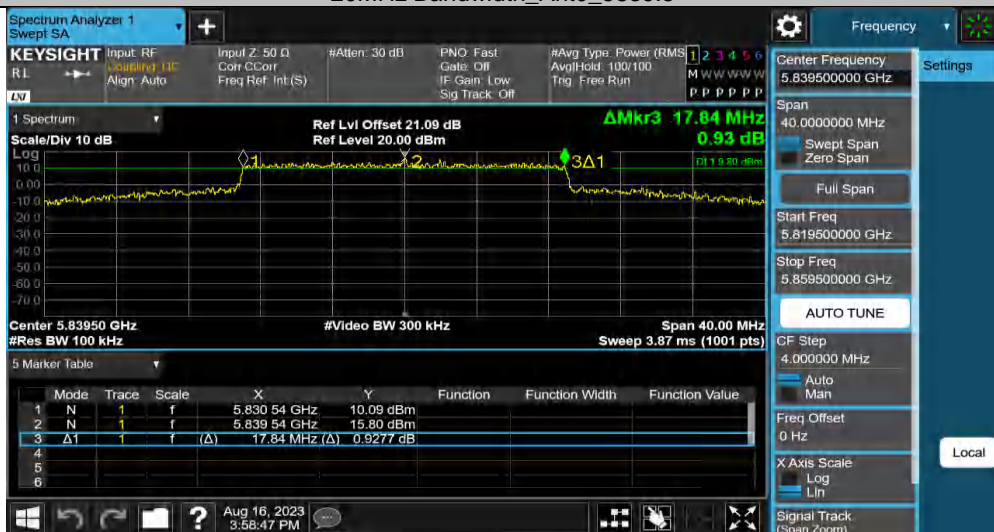 Spectrum Analyzer 1
Swept SA
+
Frequency
KEYSIGHT
RL
LXI
Input: RF
Coupling: DC
Align: Auto
Input Z: 50 Ω
Corr CCorr
Freq Ref: Int (S)
#Atten: 30 dB
PNO: Fast
Gate: Off
IF Gain: Low
Sig Track: Off
#Avg Type: Power (RMS
Avg|Hold: 100/100
Trig: Free Run
1 2 3 4 5 6
M W W W W W
P P P P P P
Center Frequency
5.839500000 GHz
Settings
Span
40.0000000 MHz
Swept Span
Zero Span
Full Span
Start Freq
5.819500000 GHz
Stop Freq
5.859500000 GHz
AUTO TUNE
CF Step
4.000000 MHz
Auto
Man
Freq Offset
0 Hz
X Axis Scale
Log
Lin
Signal Track
(Span Zoom)
Local
1 Spectrum
Scale/Div 10 dB
Ref Lvl Offset 21.09 dB
Ref Level 20.00 dBm
ΔMkr3 17.84 MHz
0.93 dB
Log
10.0
0.00
-10.0
-20.0
-30.0
-40.0
-50.0
-60.0
-70.0
1
2
3Δ1
Dl 1 9.80 dBm
Center 5.83950 GHz
#Video BW 300 kHz
Span 40.00 MHz
#Res BW 100 kHz
Sweep 3.87 ms (1001 pts)
5 Marker Table
Mode Trace Scale X Y Function Function Width Function Value
1 N 1 f 5.830 54 GHz 10.09 dBm
2 N 1 f 5.839 54 GHz 15.80 dBm
3 Δ1 1 f (Δ) 17.84 MHz (Δ) 0.9277 dB
4
5
6
?
Aug 16, 2023
3:58:47 PM